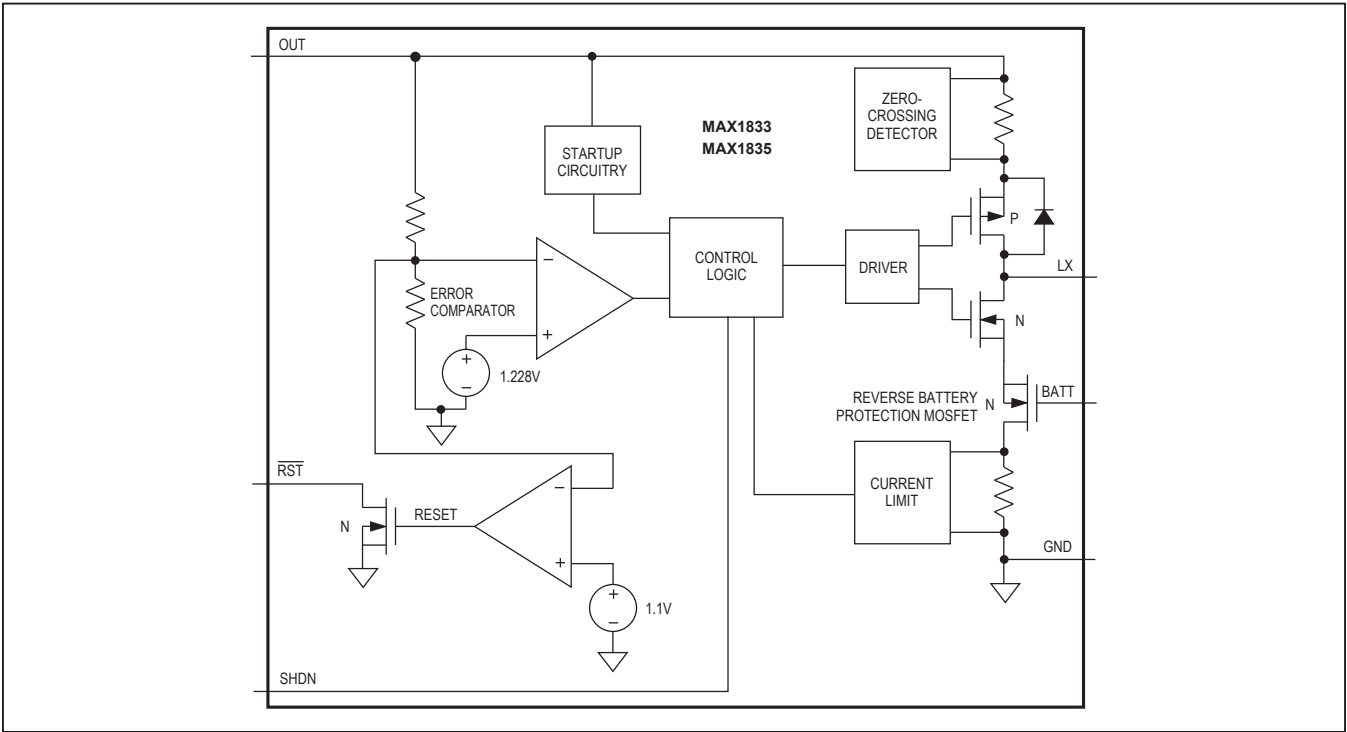 OUT
ZERO-
CROSSING
DETECTOR
MAX1833
MAX1835
STARTUP
CIRCUITRY
P
CONTROL
LOGIC
DRIVER
LX
−
ERROR
COMPARATOR
+
N
+
−
1.228V
REVERSE BATTERY
PROTECTION MOSFET
N
BATT
RST
−
CURRENT
LIMIT
N
RESET
GND
+
+
−
1.1V
SHDN